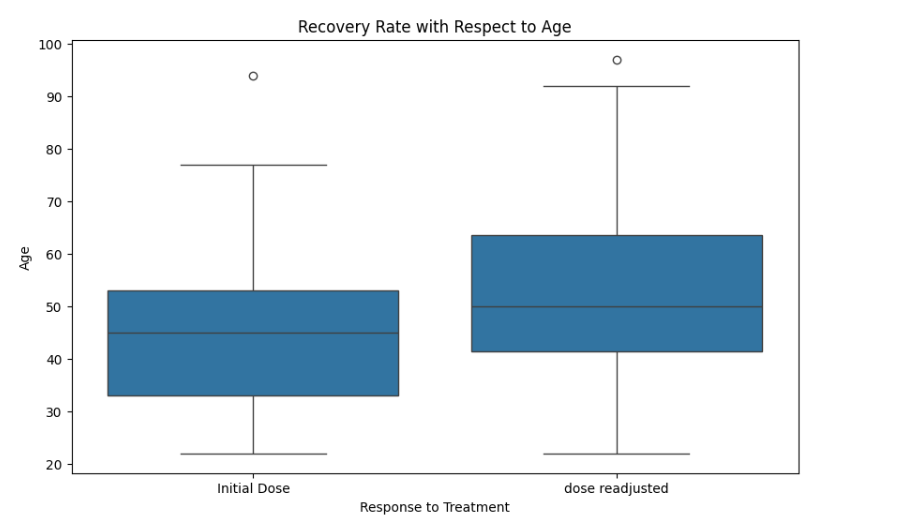 Recovery Rate with Respect to Age
100
90
80
70
60
50
40
30
20
Age
Initial Dose
dose readjusted
Response to Treatment